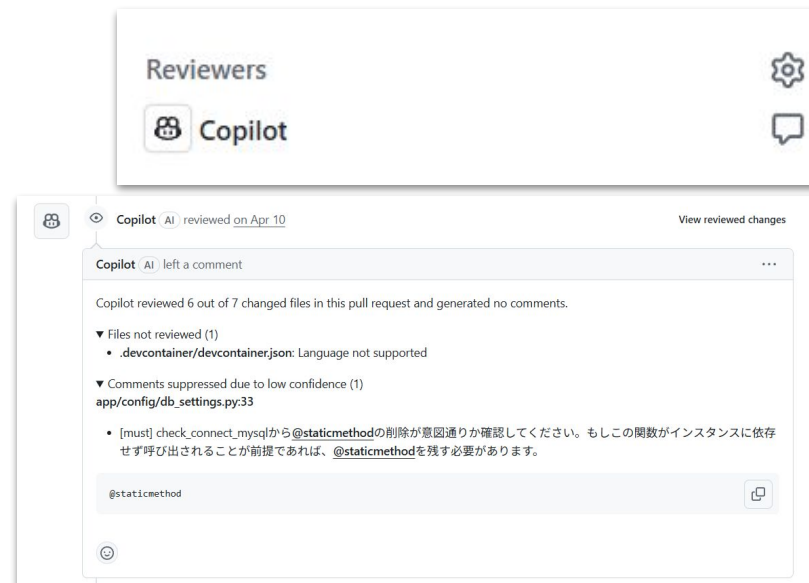 Reviewers
Copilot
Copilot AI reviewed on Apr 10
View reviewed changes
Copilot AI left a comment
...
Copilot reviewed 6 out of 7 changed files in this pull request and generated no comments.
▼ Files not reviewed (1)
• .devcontainer/devcontainer.json: Language not supported
▼ Comments suppressed due to low confidence (1)
app/config/db_settings.py:33
• [must] check_connect_mysqlから@staticmethodの削除が意図通りか確認してください。もしこの関数がインスタンスに依存
せず呼び出されることが前提であれば、@staticmethodを残す必要があります。
@staticmethod